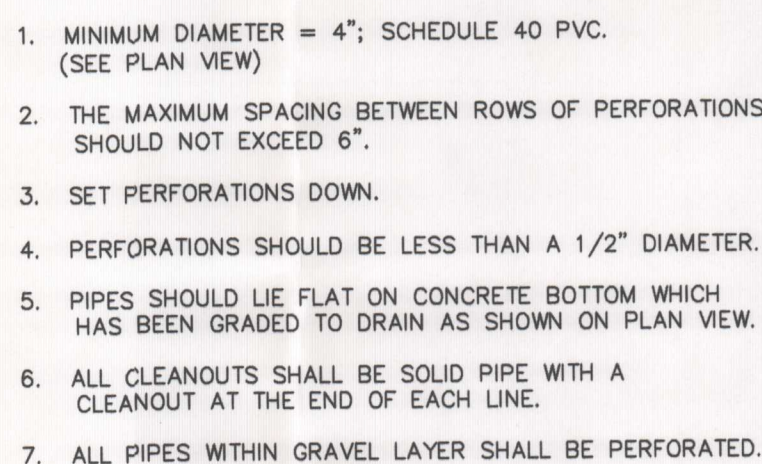 1. MINIMUM DIAMETER = 4"; SCHEDULE 40 PVC.
(SEE PLAN VIEW)
2. THE MAXIMUM SPACING BETWEEN ROWS OF PERFORATIONS
SHOULD NOT EXCEED 6".
3. SET PERFORATIONS DOWN.
4. PERFORATIONS SHOULD BE LESS THAN A 1/2" DIAMETER.
5. PIPES SHOULD LIE FLAT ON CONCRETE BOTTOM WHICH
HAS BEEN GRADED TO DRAIN AS SHOWN ON PLAN VIEW.
6. ALL CLEANOUTS SHALL BE SOLID PIPE WITH A
CLEANOUT AT THE END OF EACH LINE.
7. ALL PIPES WITHIN GRAVEL LAYER SHALL BE PERFORATED.